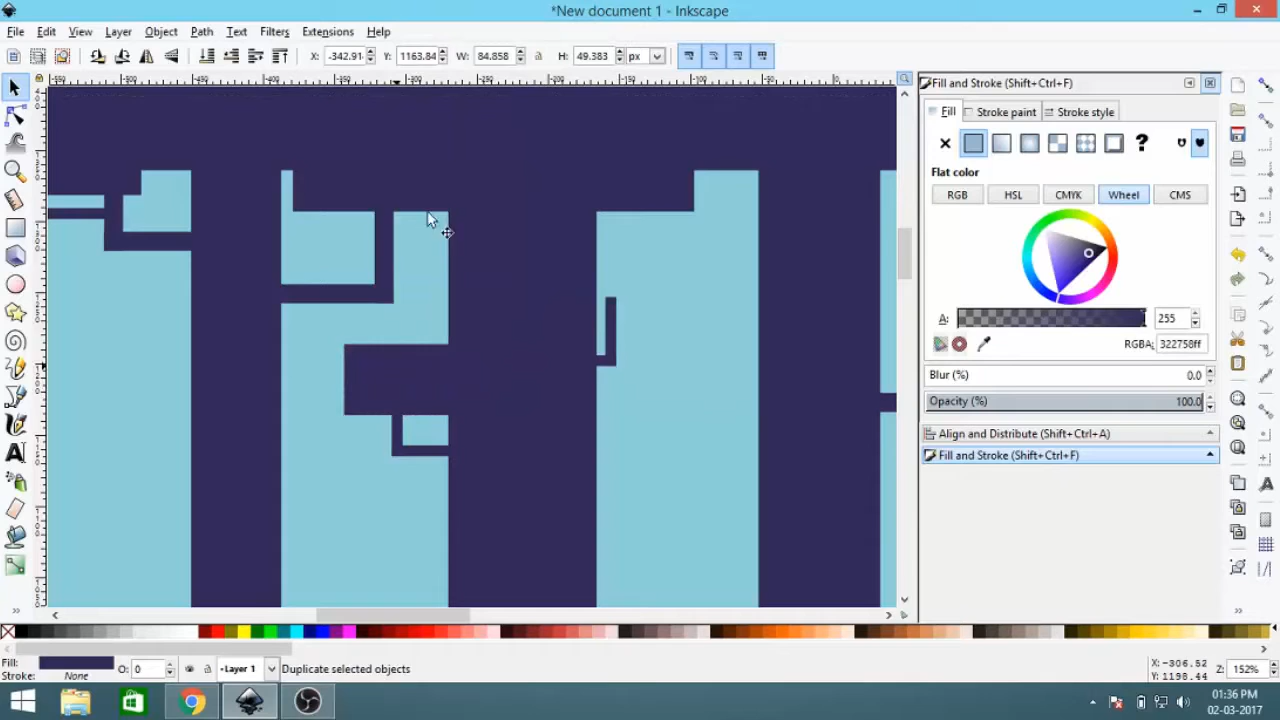 *New document 1 - Inkscape
File Edit View Layer Object Path Text Filters Extensions Help
X: -342.91 Y: 1163.84 W: 84.858 H: 49.383 px
Fill and Stroke (Shift+Ctrl+F)
Fill Stroke paint Stroke style
?
Flat color
RGB HSL CMYK Wheel CMS
A: 255
RGBA: 322758ff
Blur (%) 0.0
Opacity (%) 100.0
Align and Distribute (Shift+Ctrl+A)
Fill and Stroke (Shift+Ctrl+F)
Fill:
Stroke: None
O: 0
Layer 1
Duplicate selected objects
X: -306.52
Y: 1198.44
Z: 152%
01:36 PM
02-03-2017